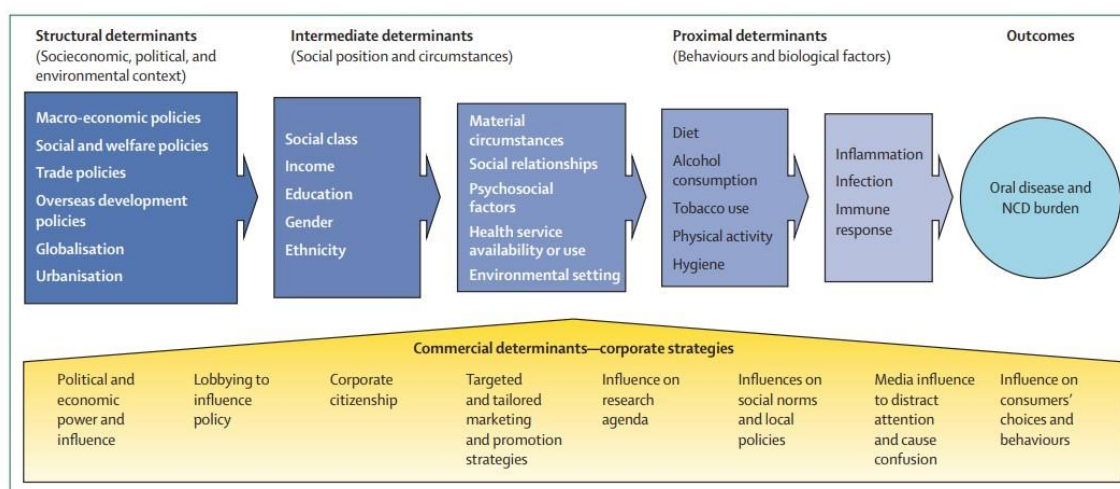 Structural determinants
(Socieconomic, political, and
environmental context)
Intermediate determinants
(Social position and circumstances)
Proximal determinants
(Behaviours and biological factors)
Outcomes
Macro-economic policies
Social and welfare policies
Trade policies
Overseas development
policies
Globalisation
Urbanisation
Social class
Income
Education
Gender
Ethnicity
Material
circumstances
Social relationships
Psychosocial
factors
Health service
availability or use
Environmental setting
Diet
Alcohol
consumption
Tobacco use
Physical activity
Hygiene
Inflammation
Infection
Immune
response
Oral disease and
NCD burden
Commercial determinants—corporate strategies
Political and
economic
power and
influence
Lobbying to
influence
policy
Corporate
citizenship
Targeted
and tailored
marketing
and promotion
strategies
Influence on
research
agenda
Influences on
social norms
and local
policies
Media influence
to distract
attention
and cause
confusion
Influence on
consumers'
choices and
behaviours